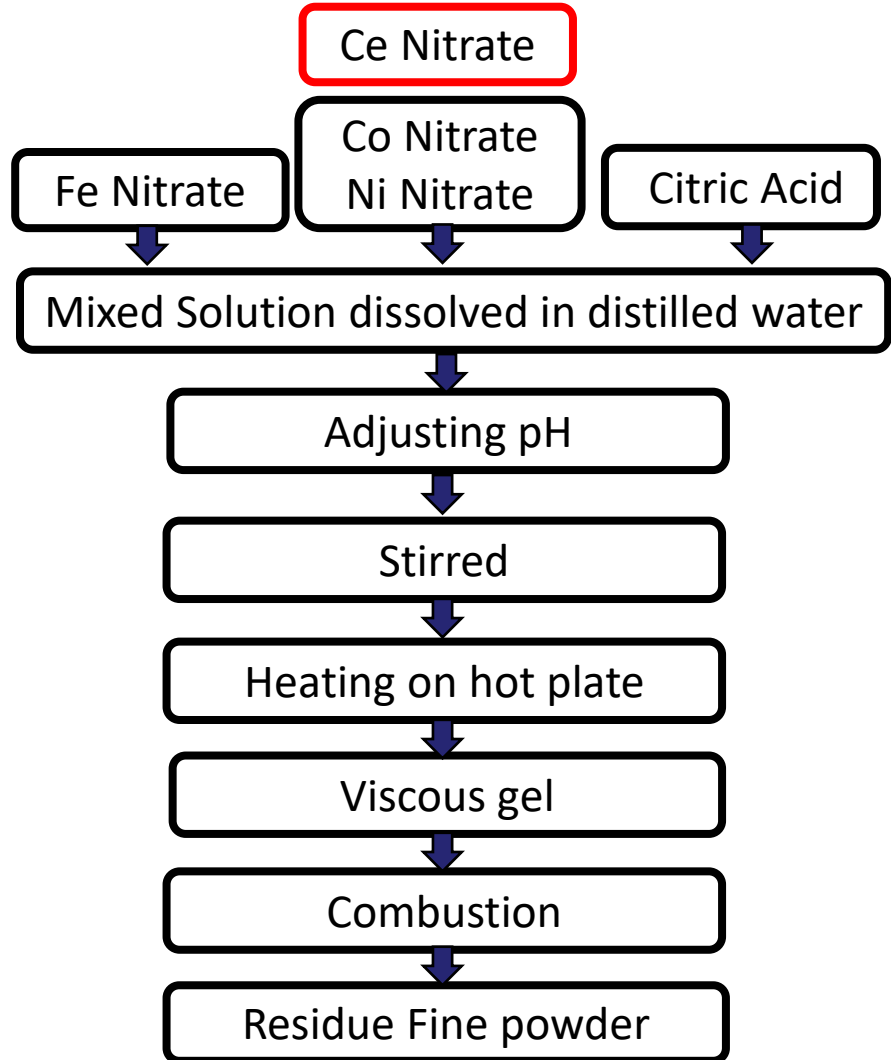 Ce Nitrate
Co Nitrate
Ni Nitrate
Fe Nitrate
Citric Acid
Mixed Solution dissolved in distilled water
Adjusting pH
Stirred
Heating on hot plate
Viscous gel
Combustion
Residue Fine powder